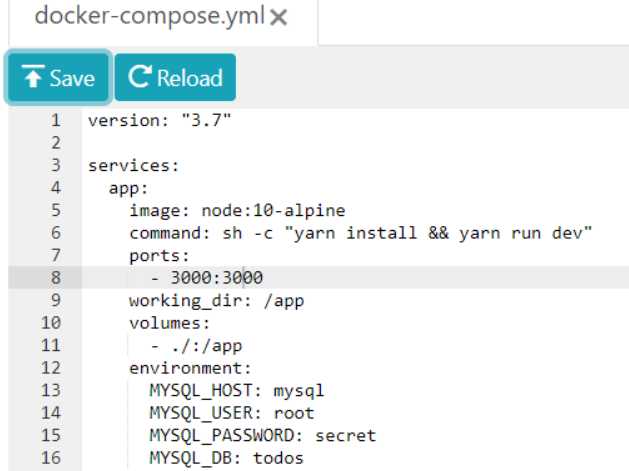 docker-compose.yml ×
Save Reload
1 version: "3.7"
2
3 services:
4   app:
5     image: node:10-alpine
6     command: sh -c "yarn install && yarn run dev"
7     ports:
8       - 3000:3000
9     working_dir: /app
10     volumes:
11       - ./:/app
12     environment:
13       MYSQL_HOST: mysql
14       MYSQL_USER: root
15       MYSQL_PASSWORD: secret
16       MYSQL_DB: todos